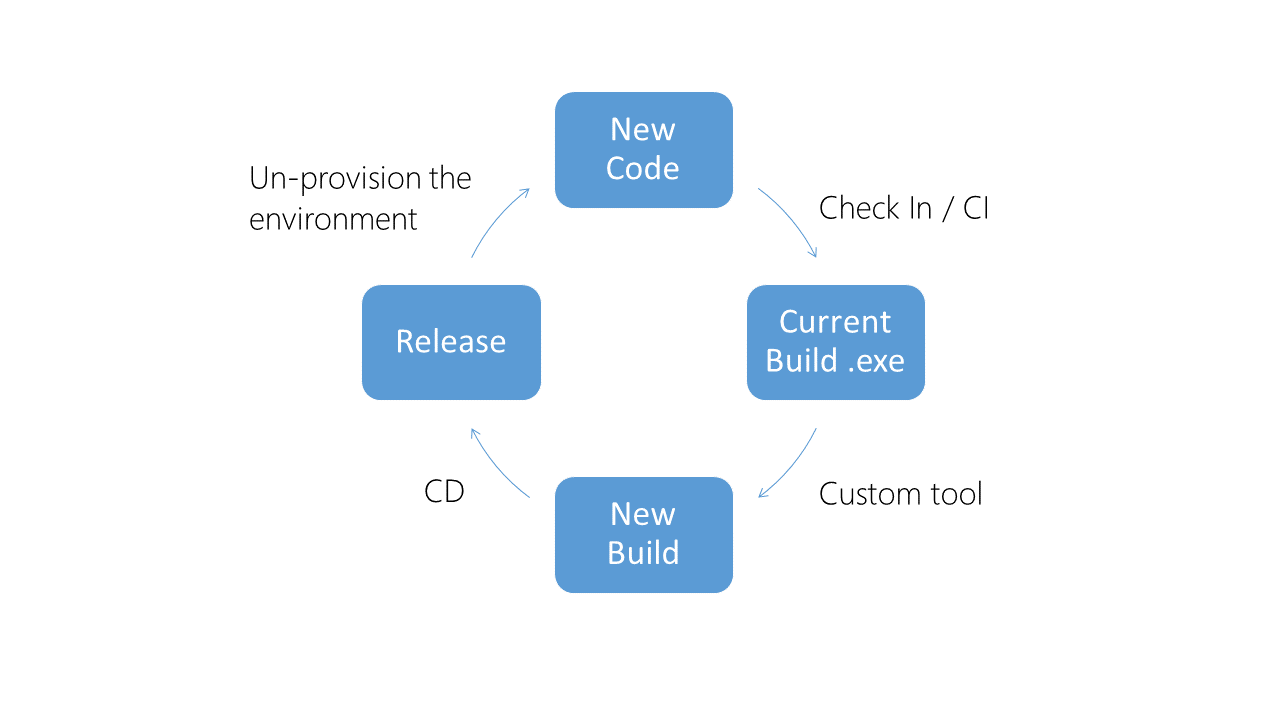 New
Code
Un-provision the
environment
Check In / CI
Release
Current
Build .exe
CD
Custom tool
New
Build